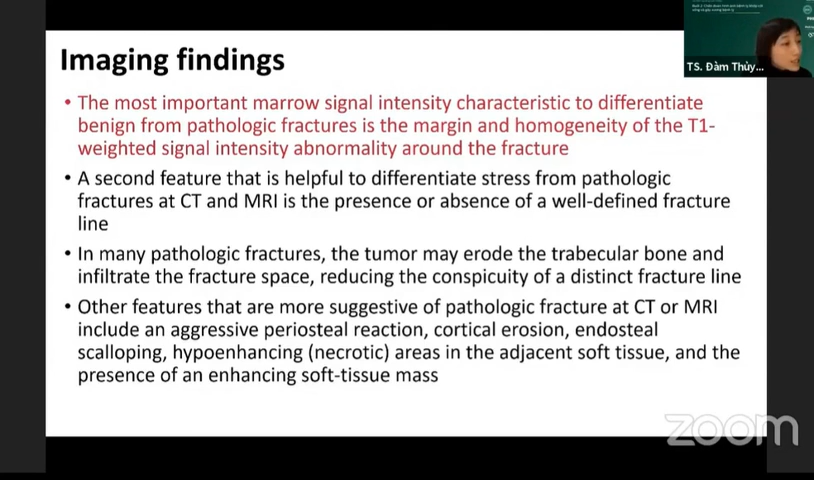 Imaging findings
• The most important marrow signal intensity characteristic to differentiate
benign from pathologic fractures is the margin and homogeneity of the T1-
weighted signal intensity abnormality around the fracture
• A second feature that is helpful to differentiate stress from pathologic
fractures at CT and MRI is the presence or absence of a well-defined fracture
line
• In many pathologic fractures, the tumor may erode the trabecular bone and
infiltrate the fracture space, reducing the conspicuity of a distinct fracture line
• Other features that are more suggestive of pathologic fracture at CT or MRI
include an aggressive periosteal reaction, cortical erosion, endosteal
scalloping, hypoenhancing (necrotic) areas in the adjacent soft tissue, and the
presence of an enhancing soft-tissue mass
TS. Đàm Thủy...
zoom